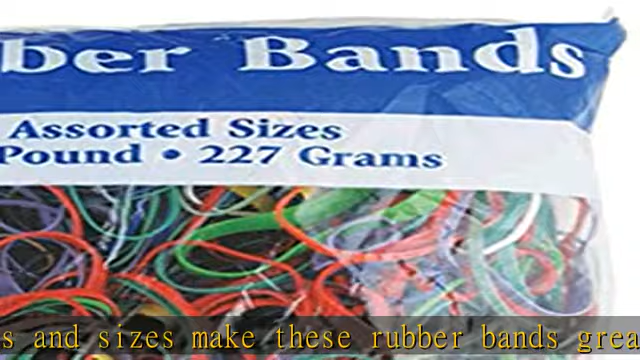 ber Bands
Assorted Sizes
Pound • 227 Grams
s and sizes make these rubber bands grea